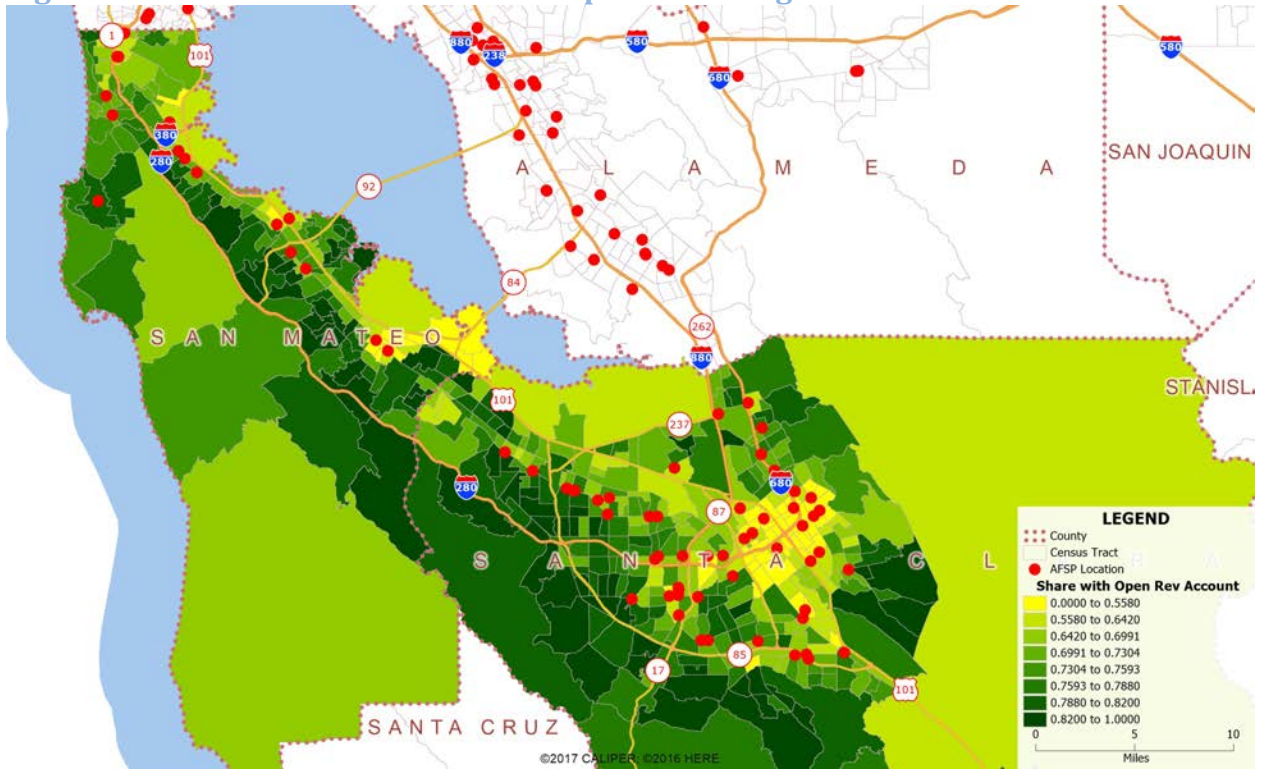 1
101
880
238
580
680
580
380
280
92
A L A M E D A
SAN JOAQUIN
84
S A N M A T E O
262
880
STANISL
101
237
280
87
680
S A N T A C L
85
17
101
SANTA CRUZ
©2017 CALIPER; ©2016 HERE
LEGEND
County
Census Tract
AFSP Location
Share with Open Rev Account
0.0000 to 0.5580
0.5580 to 0.6420
0.6420 to 0.6991
0.6991 to 0.7304
0.7304 to 0.7593
0.7593 to 0.7880
0.7880 to 0.8200
0.8200 to 1.0000
0 5 10
Miles